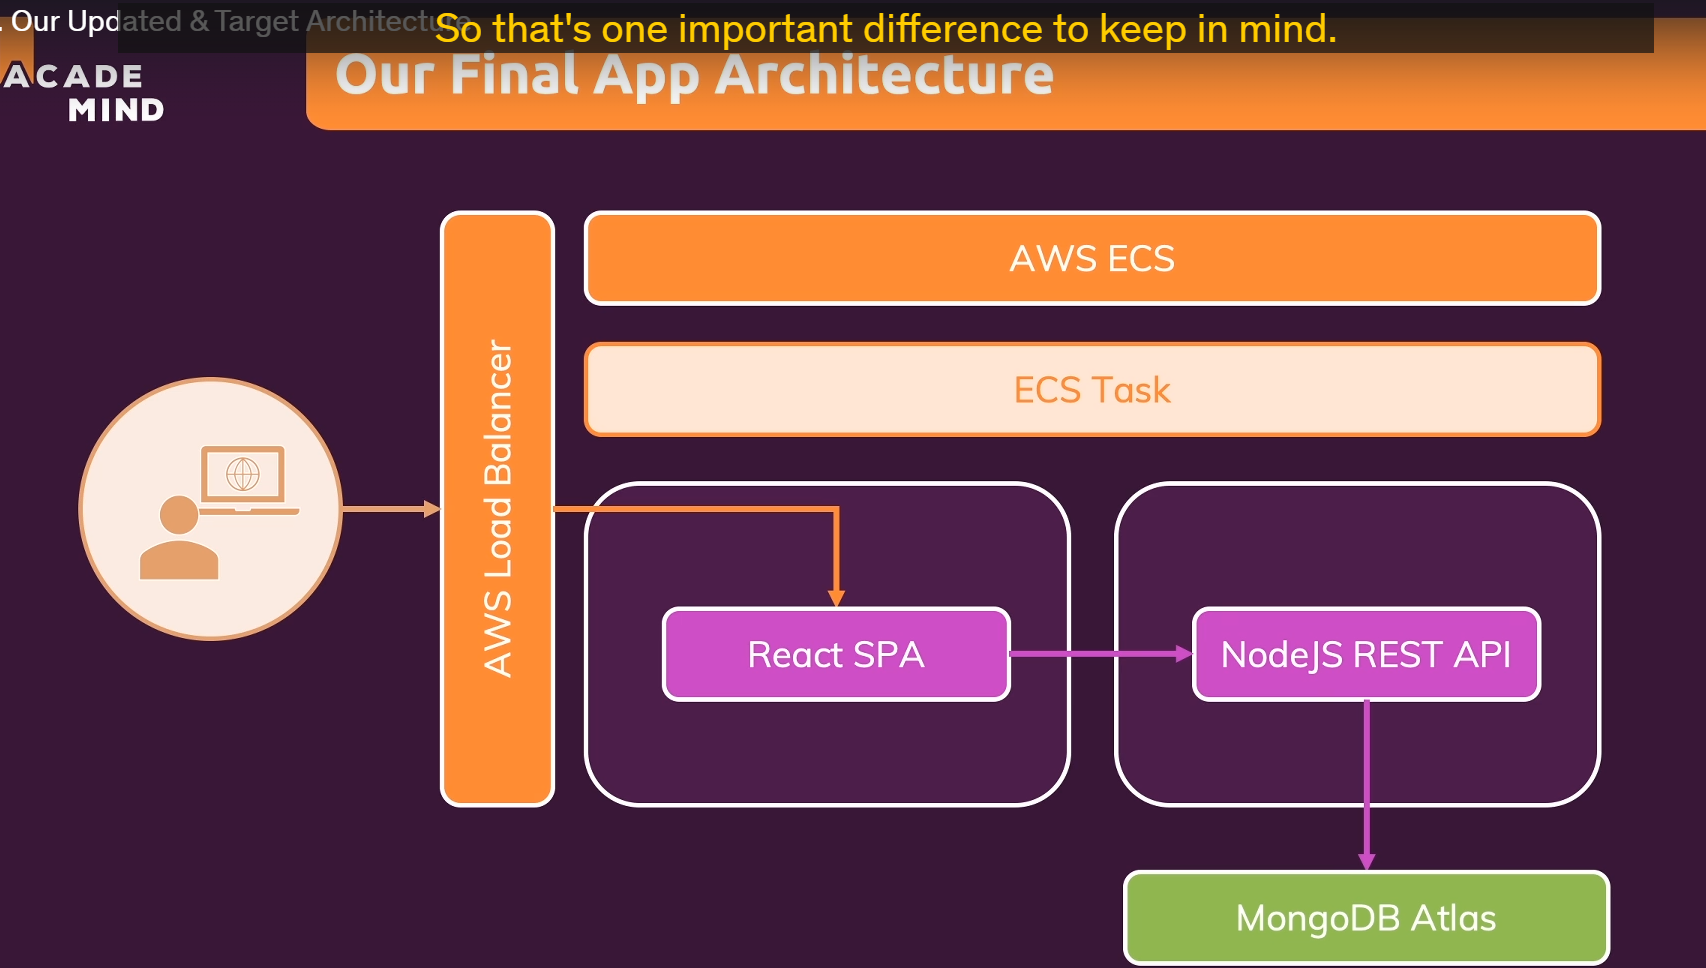 . Our Updated & Target Architecture
So that's one important difference to keep in mind.
ACADE
MIND
Our Final App Architecture
AWS ECS
ECS Task
AWS Load Balancer
React SPA
NodeJS REST API
MongoDB Atlas